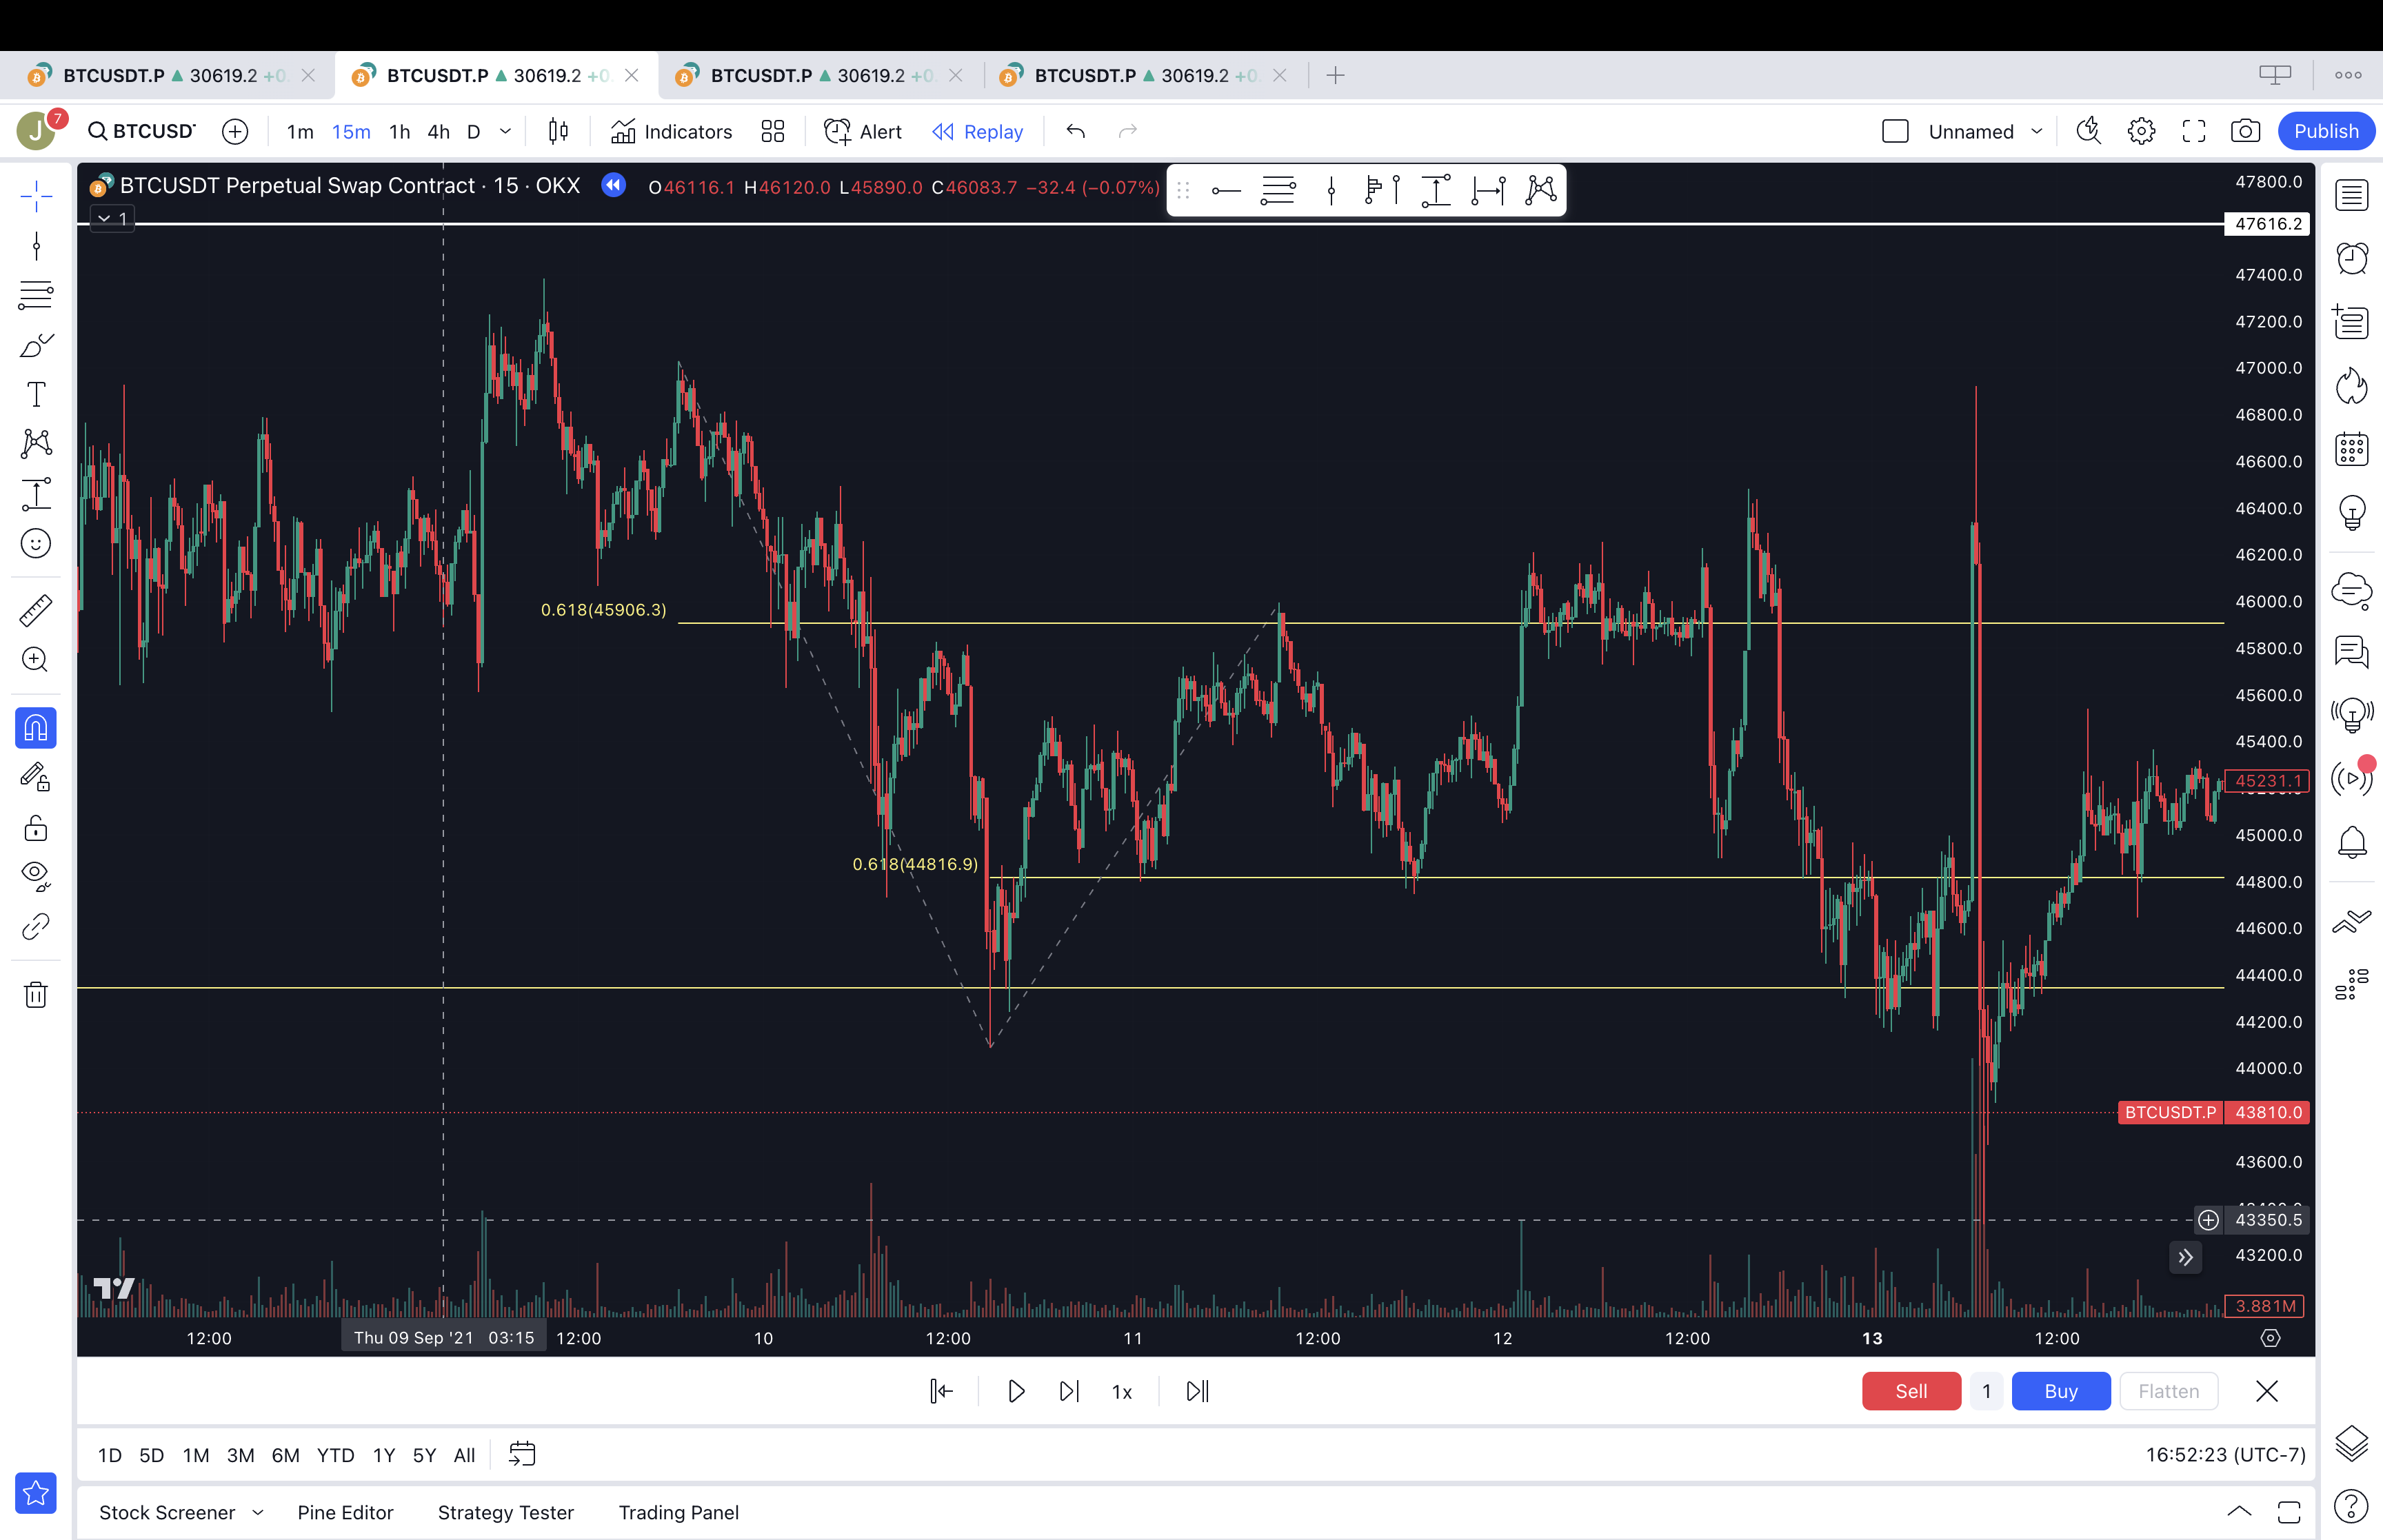 BTCUSDT.P ▲ 30619.2 +0. BTCUSDT.P ▲ 30619.2 +0. BTCUSDT.P ▲ 30619.2 +0. BTCUSDT.P ▲ 30619.2 +0.
J 7 BTCUSD 1m 15m 1h 4h D Indicators Alert Replay Unnamed Publish
BTCUSDT Perpetual Swap Contract · 15 · OKX O46116.1 H46120.0 L45890.0 C46083.7 −32.4 (−0.07%)
1
47800.0
47616.2
47400.0
47200.0
47000.0
46800.0
46600.0
46400.0
46200.0
46000.0
0.618(45906.3)
45800.0
45600.0
45400.0
45231.1
45000.0
0.618(44816.9)
44800.0
44600.0
44400.0
44200.0
44000.0
BTCUSDT.P 43810.0
43600.0
43350.5
43200.0
3.881M
12:00 Thu 09 Sep '21 03:15 12:00 10 12:00 11 12:00 12 12:00 13 12:00
1x Sell 1 Buy Flatten
1D 5D 1M 3M 6M YTD 1Y 5Y All 16:52:23 (UTC-7)
Stock Screener Pine Editor Strategy Tester Trading Panel